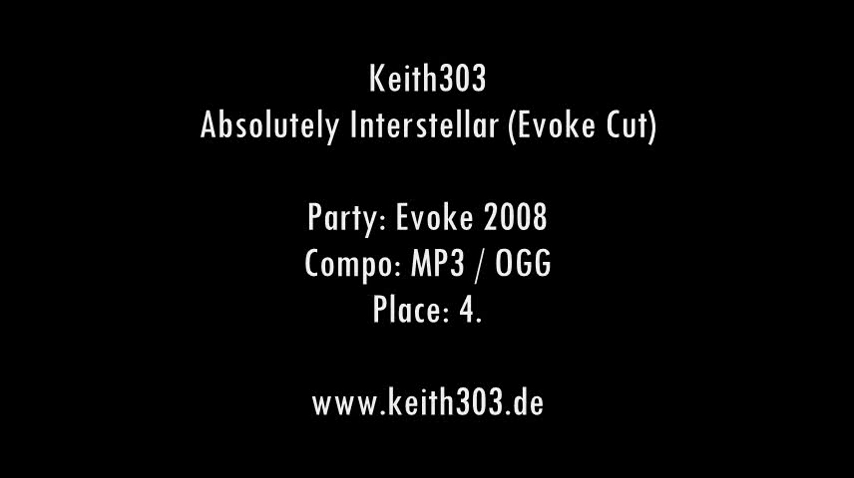 Keith303
Absolutely Interstellar (Evoke Cut)
Party: Evoke 2008
Compo: MP3 / OGG
Place: 4.
www.keith303.de